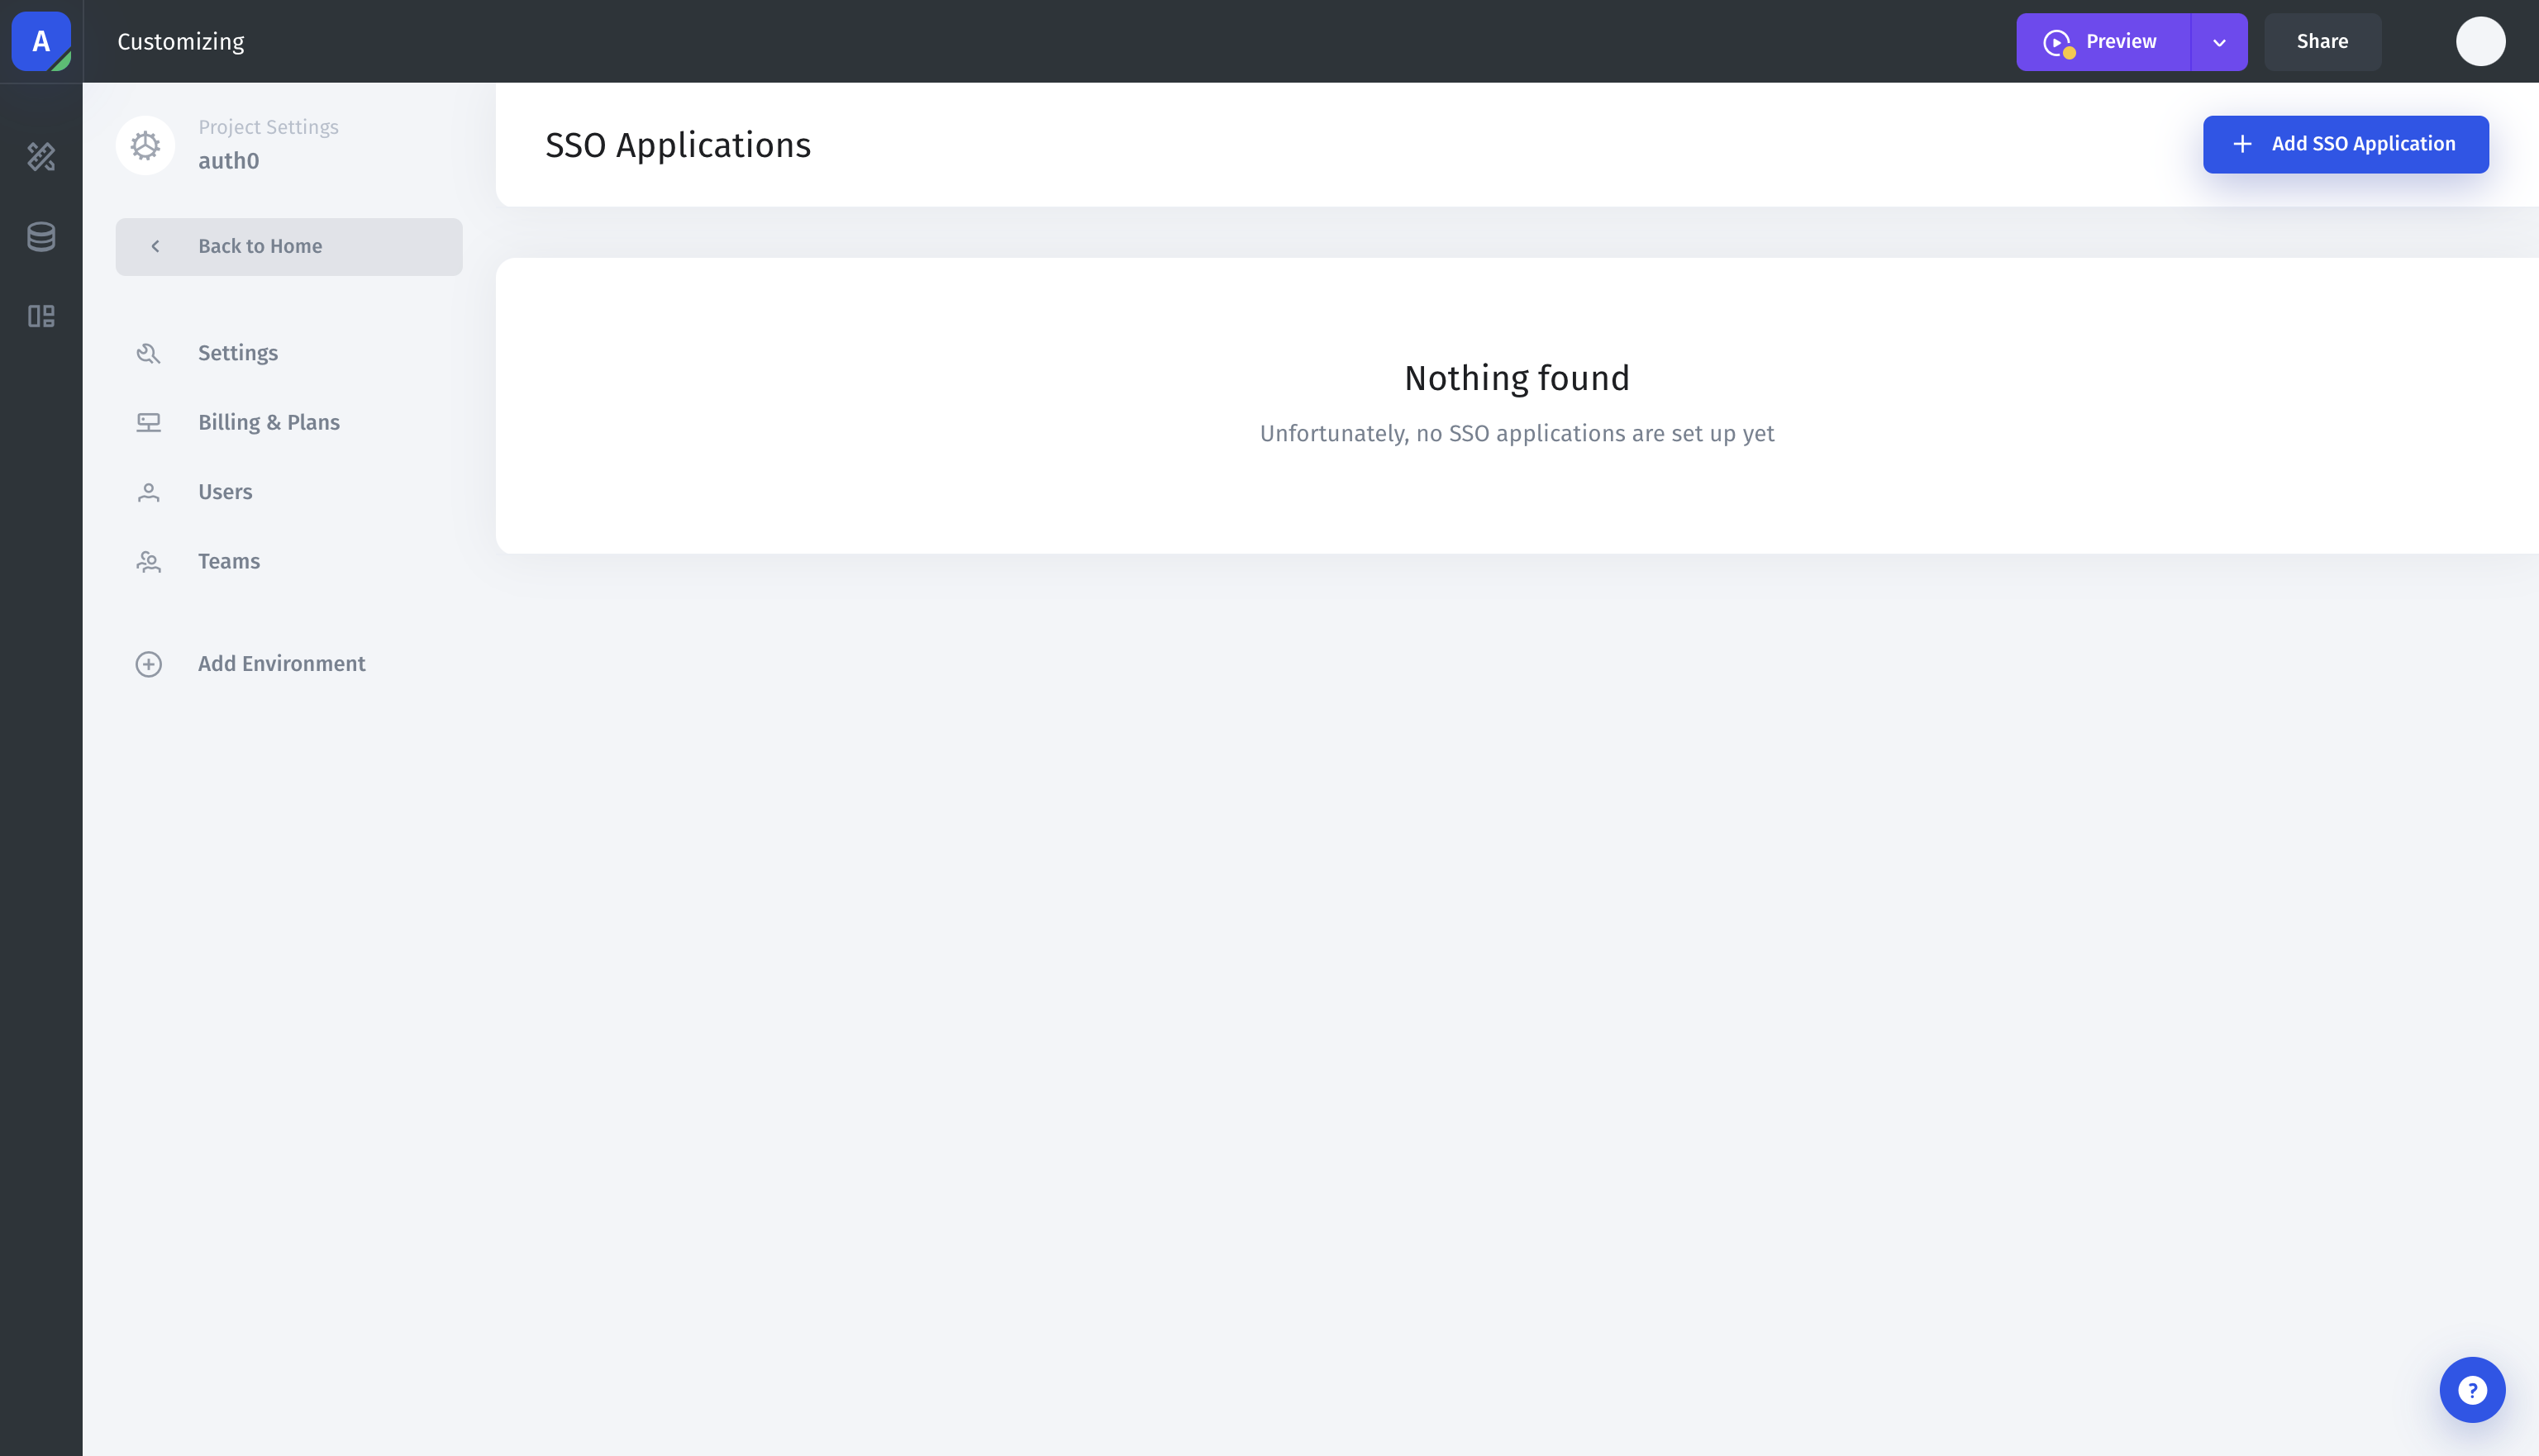 A
Customizing
Preview
Share
Project Settings
auth0
Back to Home
Settings
Billing & Plans
Users
Teams
Add Environment
SSO Applications
Add SSO Application
Nothing found
Unfortunately, no SSO applications are set up yet
?